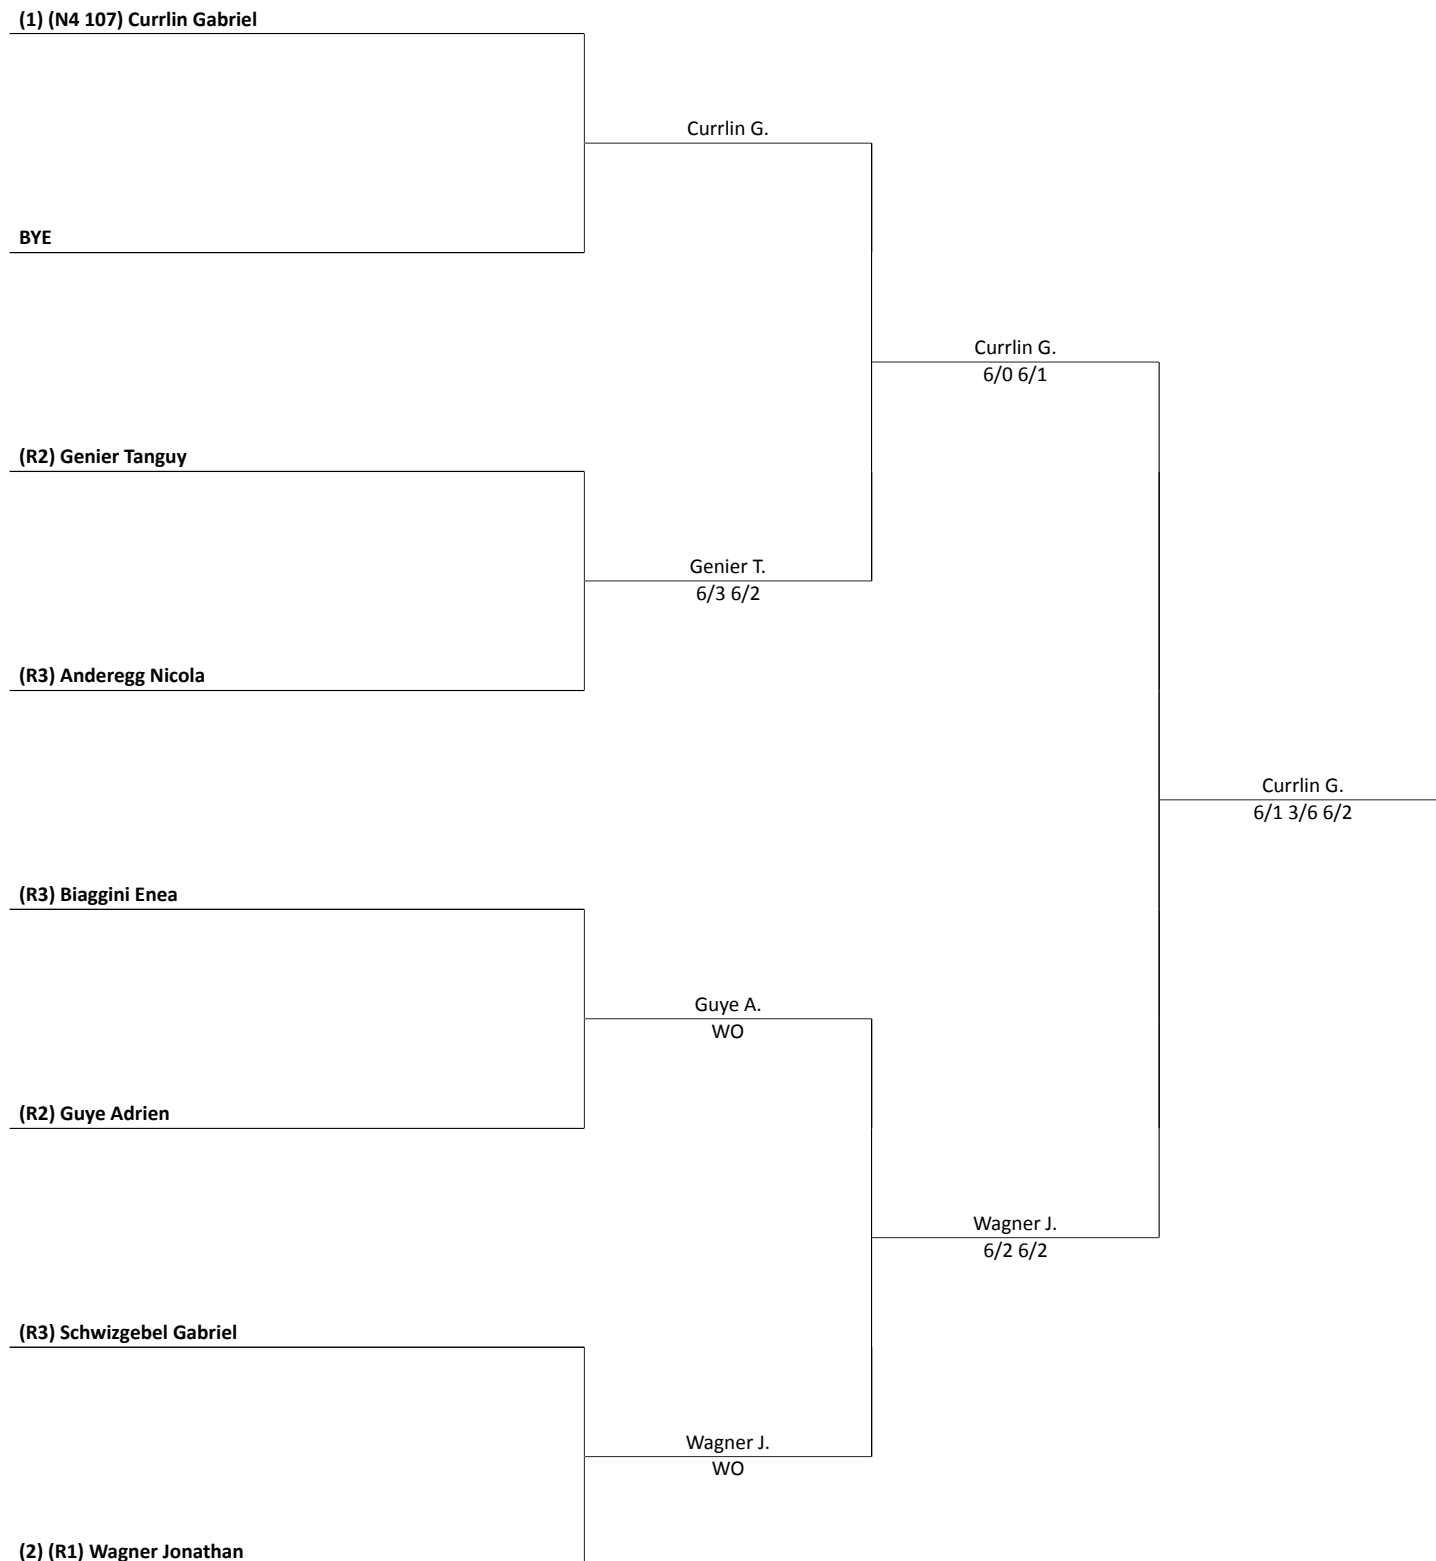 (1) (N4 107) Currlin Gabriel
Currlin G.
BYE
Currlin G.
6/0 6/1
(R2) Genier Tanguy
Genier T.
6/3 6/2
(R3) Anderegg Nicola
Currlin G.
6/1 3/6 6/2
(R3) Biaggini Enea
Guye A.
WO
(R2) Guye Adrien
Wagner J.
6/2 6/2
(R3) Schwizgebel Gabriel
Wagner J.
WO
(2) (R1) Wagner Jonathan